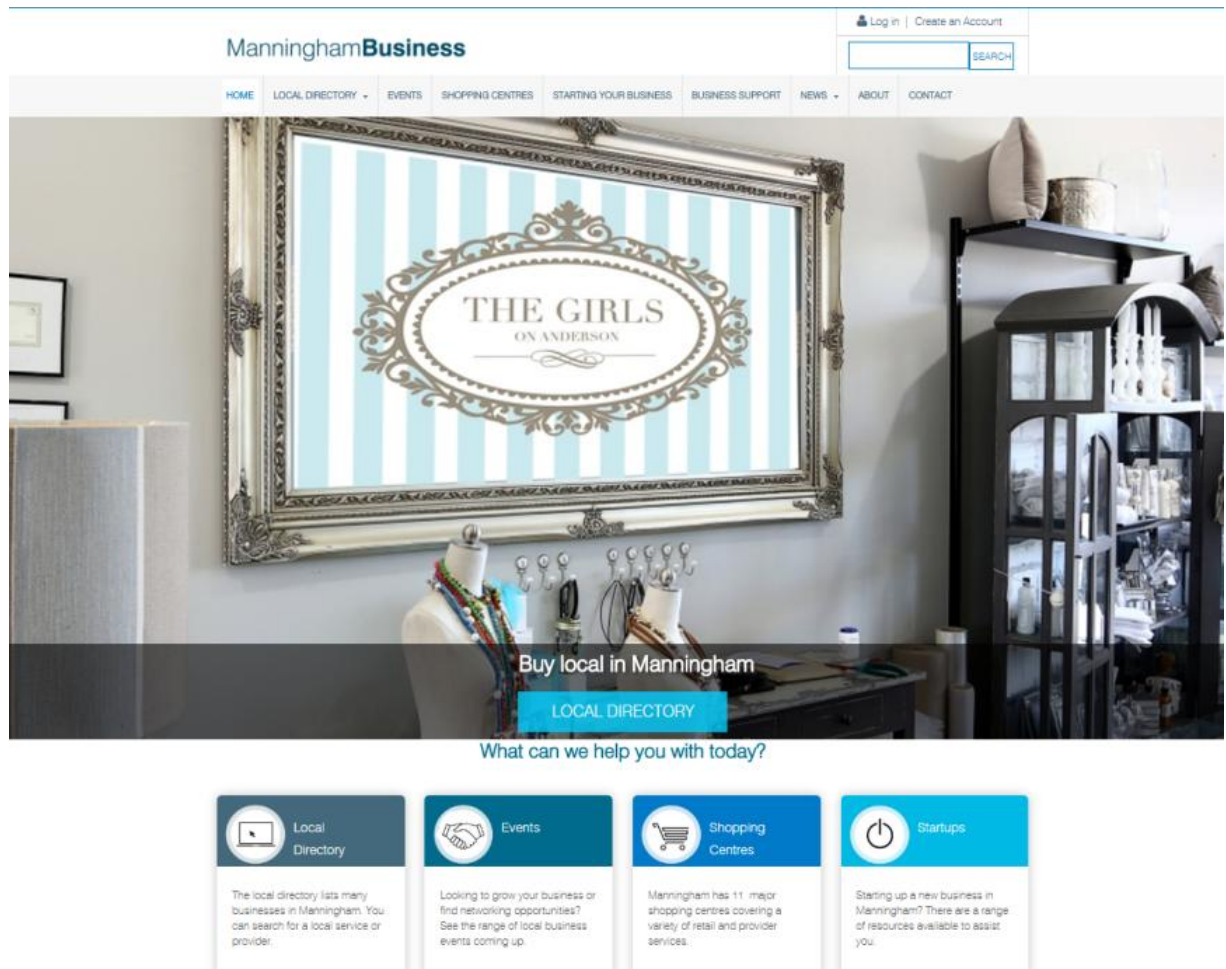 Log in | Create an Account
ManninghamBusiness
SEARCH
HOME LOCAL DIRECTORY EVENTS SHOPPING CENTRES STARTING YOUR BUSINESS BUSINESS SUPPORT NEWS ABOUT CONTACT
THE GIRLS
ON ANDERSON
Buy local in Manningham
LOCAL DIRECTORY
What can we help you with today?
Local
Directory
The local directory lists many
businesses in Manningham. You
can search for a local service or
provider.
Events
Looking to grow your business or
find networking opportunities?
See the range of local business
events coming up.
Shopping
Centres
Manningham has 11 major
shopping centres covering a
variety of retail and provider
services.
Startups
Starting up a new business in
Manningham? There are a range
of resources available to assist
you.